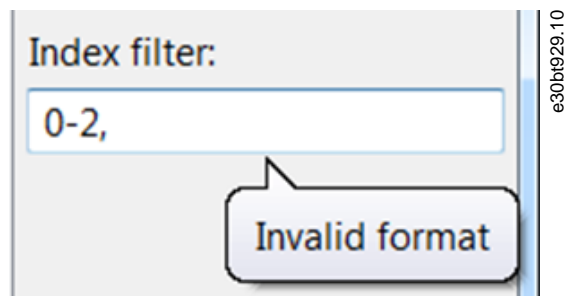 Index filter:
0-2,
Invalid format
e30bt929.10